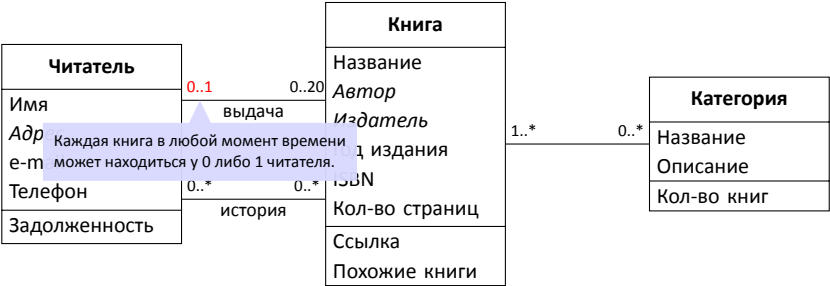 Читатель
Имя
Телефон
Задолженность
0..1
0..20
выдача
Каждая книга в любой момент времени
может находиться у 0 либо 1 читателя.
0..*
0..*
история
Книга
Название
Автор
Издатель
издания
ISBN
Кол-во страниц
Ссылка
Похожие книги
1..*
0..*
Категория
Название
Описание
Кол-во книг